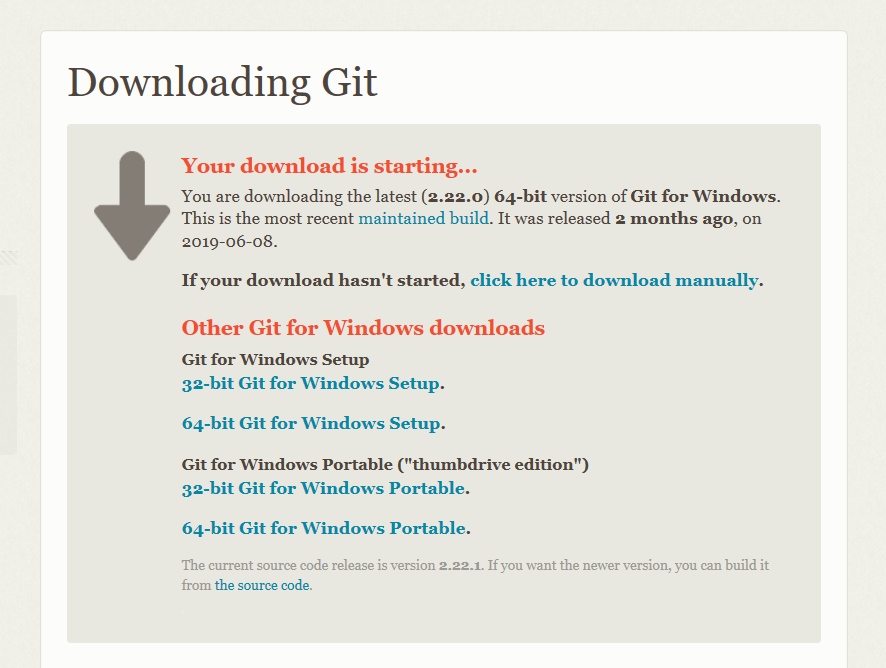 Downloading Git
Your download is starting...
You are downloading the latest (2.22.0) 64-bit version of Git for Windows.
This is the most recent maintained build. It was released 2 months ago, on
2019-06-08.
If your download hasn't started, click here to download manually.
Other Git for Windows downloads
Git for Windows Setup
32-bit Git for Windows Setup.
64-bit Git for Windows Setup.
Git for Windows Portable ("thumbdrive edition")
32-bit Git for Windows Portable.
64-bit Git for Windows Portable.
The current source code release is version 2.22.1. If you want the newer version, you can build it
from the source code.